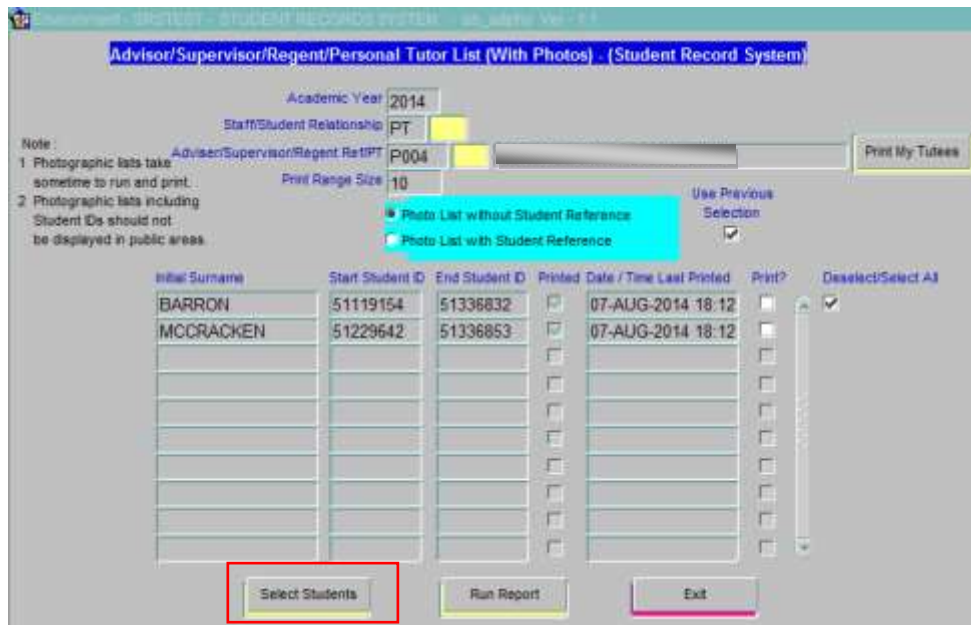 Environment - SRSTEST - STUDENT RECORDS SYSTEM
Advisor/Supervisor/Regent/Personal Tutor List (With Photos) - (Student Record System)
Academic Year 2014
Staff/Student Relationship PT
Adviser/Supervisor/Regent Ref/PT P004
Print My Tutees
Print Range Size 10
Note :
1 Photographic lists take
sometime to run and print.
2 Photographic lists including
Student IDs should not
be displayed in public areas.
Photo List without Student Reference
Photo List with Student Reference
Use Previous
Selection
Initial Surname Start Student ID End Student ID Printed Date / Time Last Printed Print? Deselect/Select All
BARRON 51119154 51336832 07-AUG-2014 18:12
MCCRACKEN 51229642 51336853 07-AUG-2014 18:12
Select Students Run Report Exit